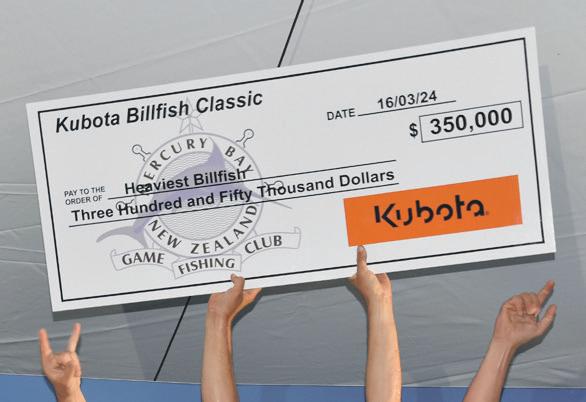 Kubota Billfish Classic
DATE 16/03/24
$ 350,000
MERCURY BAY
PAY TO THE
ORDER OF Heaviest Billfish
Three Hundred and Fifty Thousand Dollars
Kubota
NEW ZEALAND
GAME FISHING CLUB